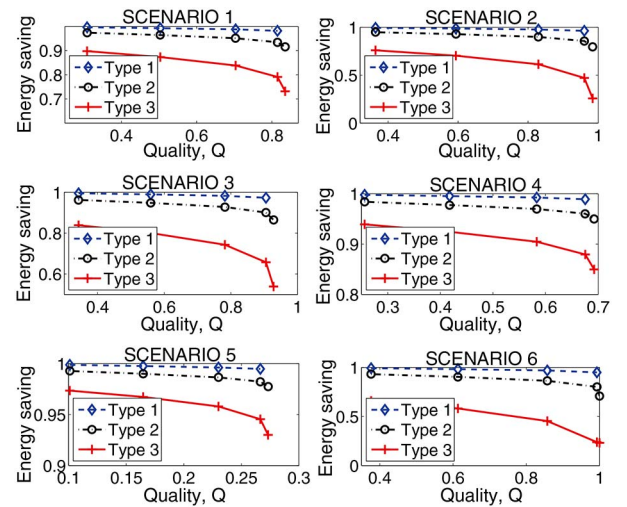 SCENARIO 1
Energy saving
0.9
0.8
0.7
Type 1
Type 2
Type 3
0.4 0.6 0.8
Quality, Q
SCENARIO 2
Energy saving
1
0.5
0
Type 1
Type 2
Type 3
0.4 0.6 0.8 1
Quality, Q
SCENARIO 3
Energy saving
1
0.8
0.6
Type 1
Type 2
Type 3
0.4 0.6 0.8 1
Quality, Q
SCENARIO 4
Energy saving
1
0.9
0.8
Type 1
Type 2
Type 3
0.3 0.4 0.5 0.6 0.7
Quality, Q
SCENARIO 5
Energy saving
1
0.95
0.9
Type 1
Type 2
Type 3
0.1 0.15 0.2 0.25 0.3
Quality, Q
SCENARIO 6
Energy saving
1
0.5
0
Type 1
Type 2
Type 3
0.4 0.6 0.8 1
Quality, Q